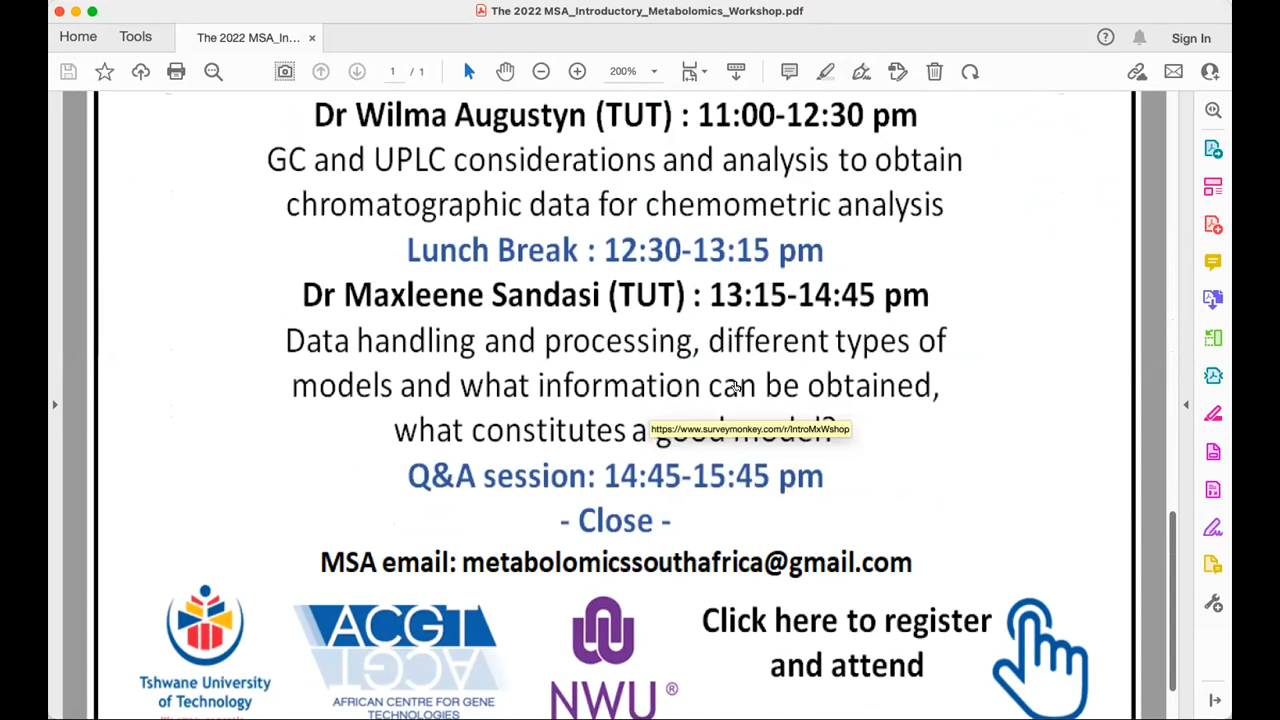 The 2022 MSA_Introductory_Metabolomics_Workshop.pdf
Home Tools The 2022 MSA_In... × Sign In
1 / 1 200%
Dr Wilma Augustyn (TUT) : 11:00-12:30 pm
GC and UPLC considerations and analysis to obtain
chromatographic data for chemometric analysis
Lunch Break : 12:30-13:15 pm
Dr Maxleene Sandasi (TUT) : 13:15-14:45 pm
Data handling and processing, different types of
models and what information can be obtained,
what constitutes a good model?
https://www.surveymonkey.com/r/IntroMxWshop
Q&A session: 14:45-15:45 pm
- Close -
MSA email: metabolomicssouthafrica@gmail.com
Tshwane University
of Technology
ACGT
AFRICAN CENTRE FOR GENE
TECHNOLOGIES
NWU®
Click here to register
and attend